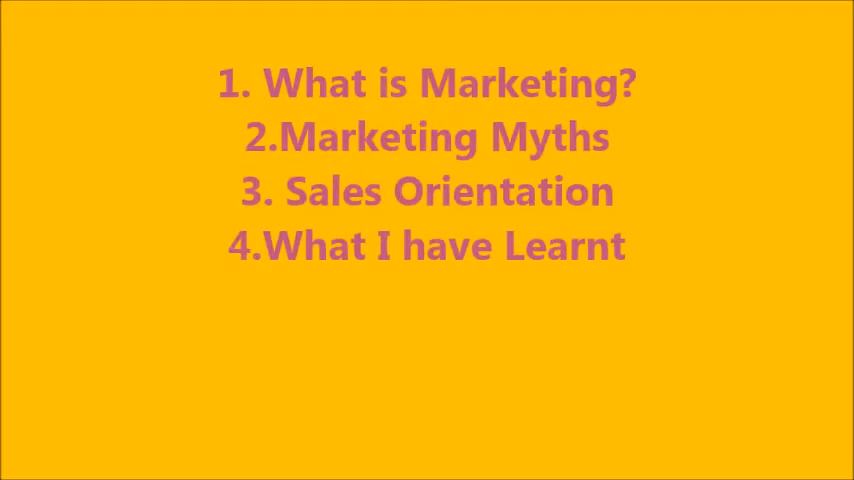 1. What is Marketing?
2.Marketing Myths
3. Sales Orientation
4.What I have Learnt